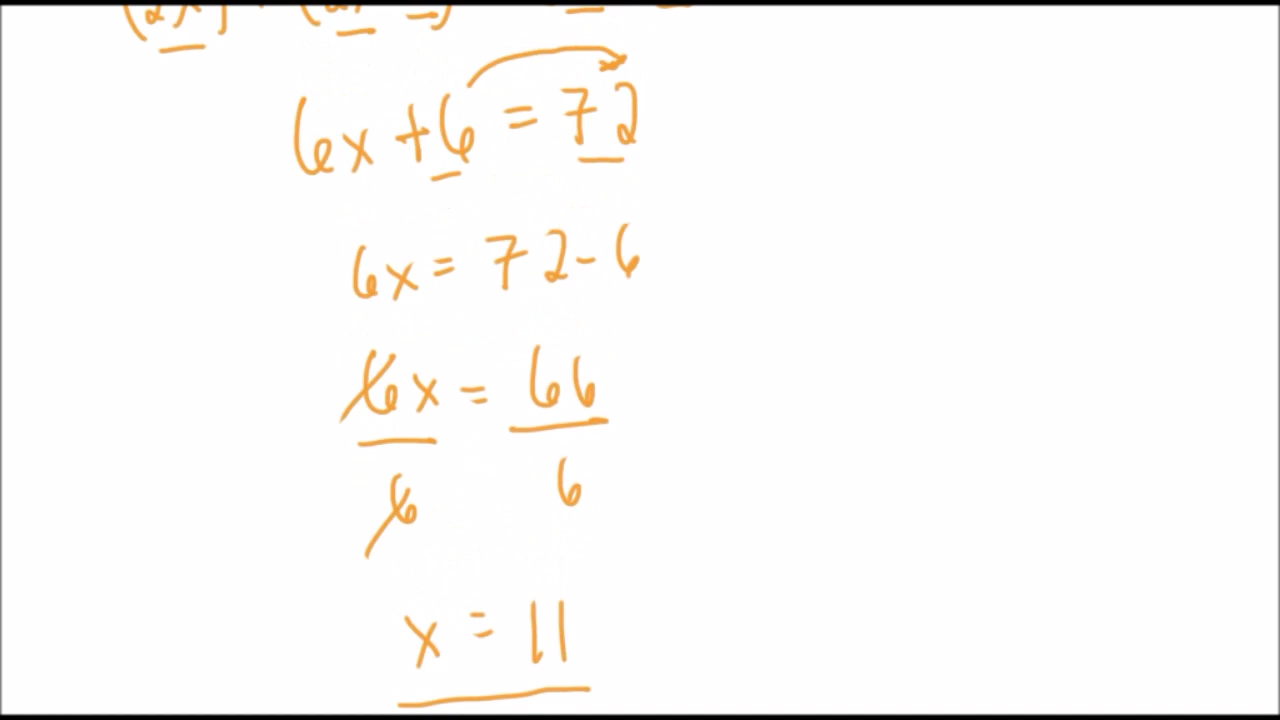 6x + 6 = 72
6x = 72 - 6
6x = 66
6 6
x = 11